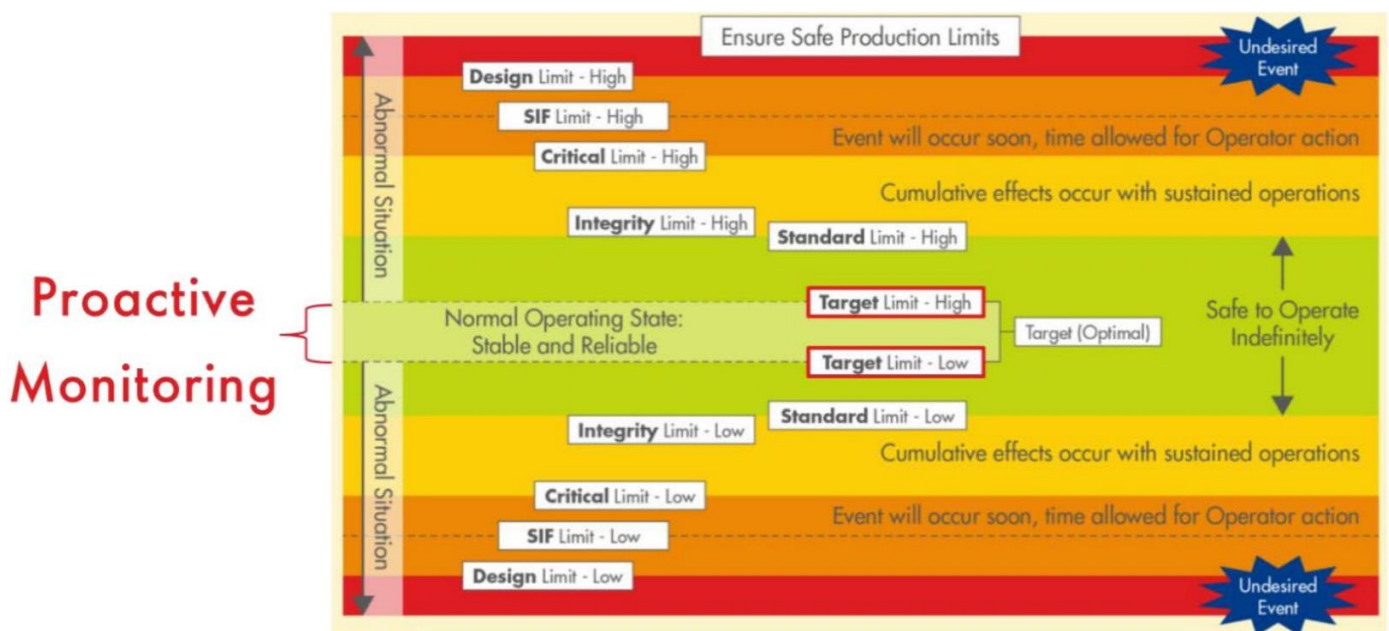 Ensure Safe Production Limits
Undesired
Event
Design Limit - High
SIF Limit - High
Event will occur soon, time allowed for Operator action
Critical Limit - High
Abnormal Situation
Cumulative effects occur with sustained operations
Integrity Limit - High
Standard Limit - High
Proactive
Monitoring
Target Limit - High
Normal Operating State:
Stable and Reliable
Target (Optimal)
Safe to Operate
Indefinitely
Target Limit - Low
Standard Limit - Low
Integrity Limit - Low
Abnormal Situation
Cumulative effects occur with sustained operations
Critical Limit - Low
Event will occur soon, time allowed for Operator action
SIF Limit - Low
Design Limit - Low
Undesired
Event